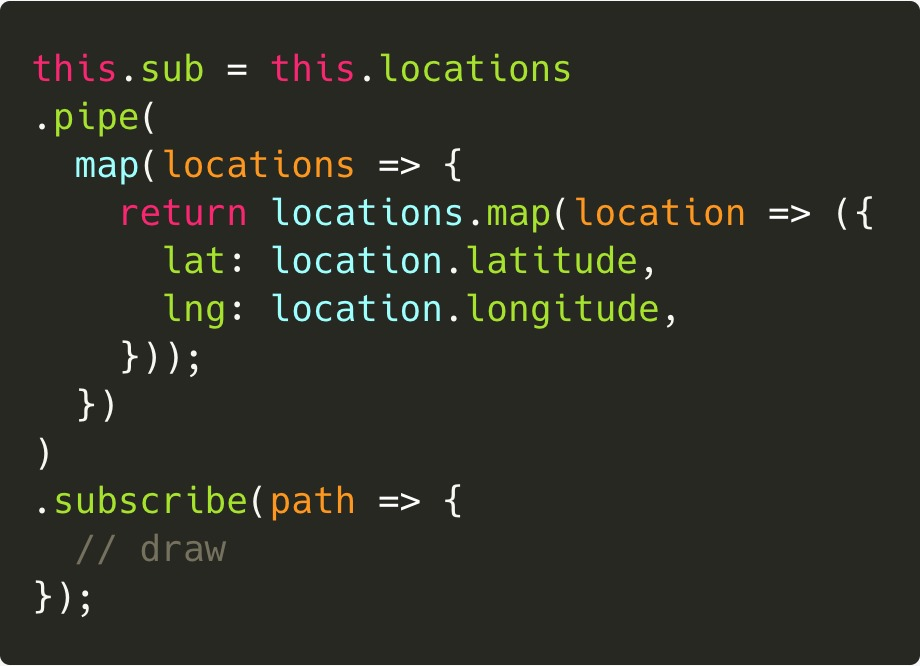 this.sub = this.locations
.pipe(
  map(locations => {
    return locations.map(location => ({
      lat: location.latitude,
      lng: location.longitude,
    }));
  })
)
.subscribe(path => {
  // draw
});